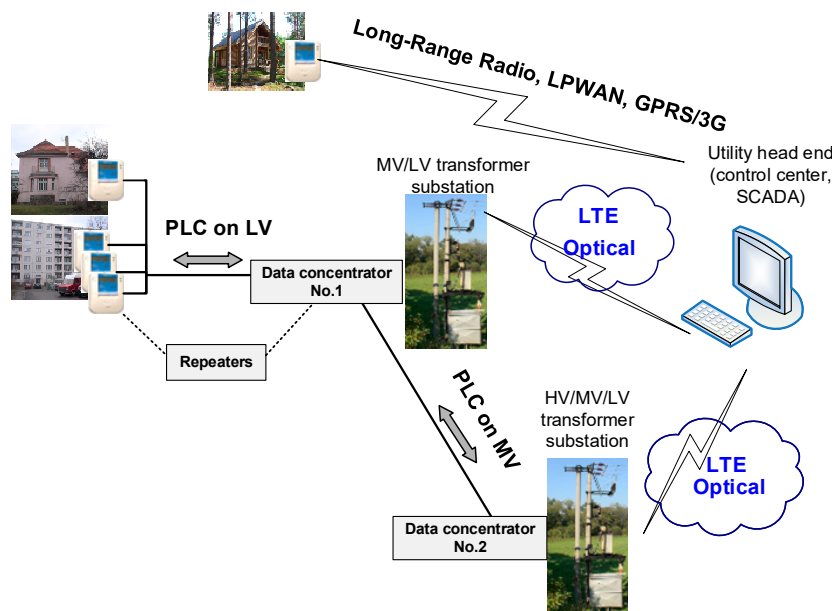 Long-Range Radio, LPWAN, GPRS/3G
Utility head end
(control center,
SCADA)
MV/LV transformer
substation
LTE
Optical
PLC on LV
Data concentrator
No.1
Repeaters
PLC on MV
HV/MV/LV
transformer
substation
LTE
Optical
Data concentrator
No.2